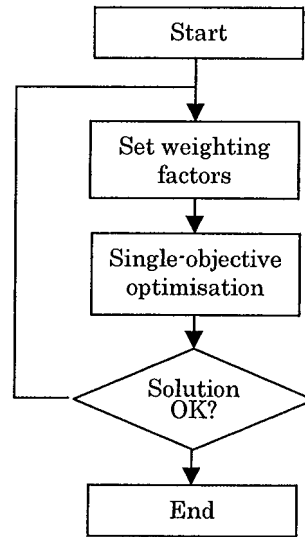 Start
Set weighting
factors
Single-objective
optimisation
Solution
OK?
End